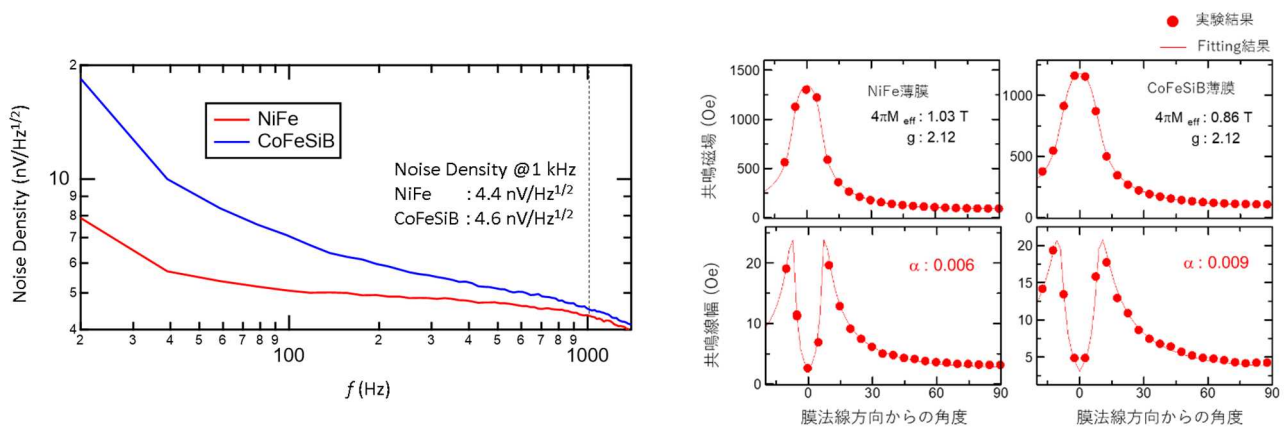 Noise Density (nV/Hz1/2)
2
10
9
8
7
6
5
4
NiFe
CoFeSiB
Noise Density @1 kHz
NiFe : 4.4 nV/Hz1/2
CoFeSiB : 4.6 nV/Hz1/2
2 3 4 5 6 7 8 9 100 2 3 4 5 6 7 8 9 1000
f (Hz)
実験結果
Fitting結果
共鳴磁場 (Oe)
1500
1000
500
0
NiFe薄膜
4πM eff : 1.03 T
g : 2.12
1000
500
0
CoFeSiB薄膜
4πM eff : 0.86 T
g : 2.12
共鳴線幅 (Oe)
20
10
0
α : 0.006
0 30 60 90
膜法線方向からの角度
20
15
10
5
α : 0.009
0 30 60 90
膜法線方向からの角度